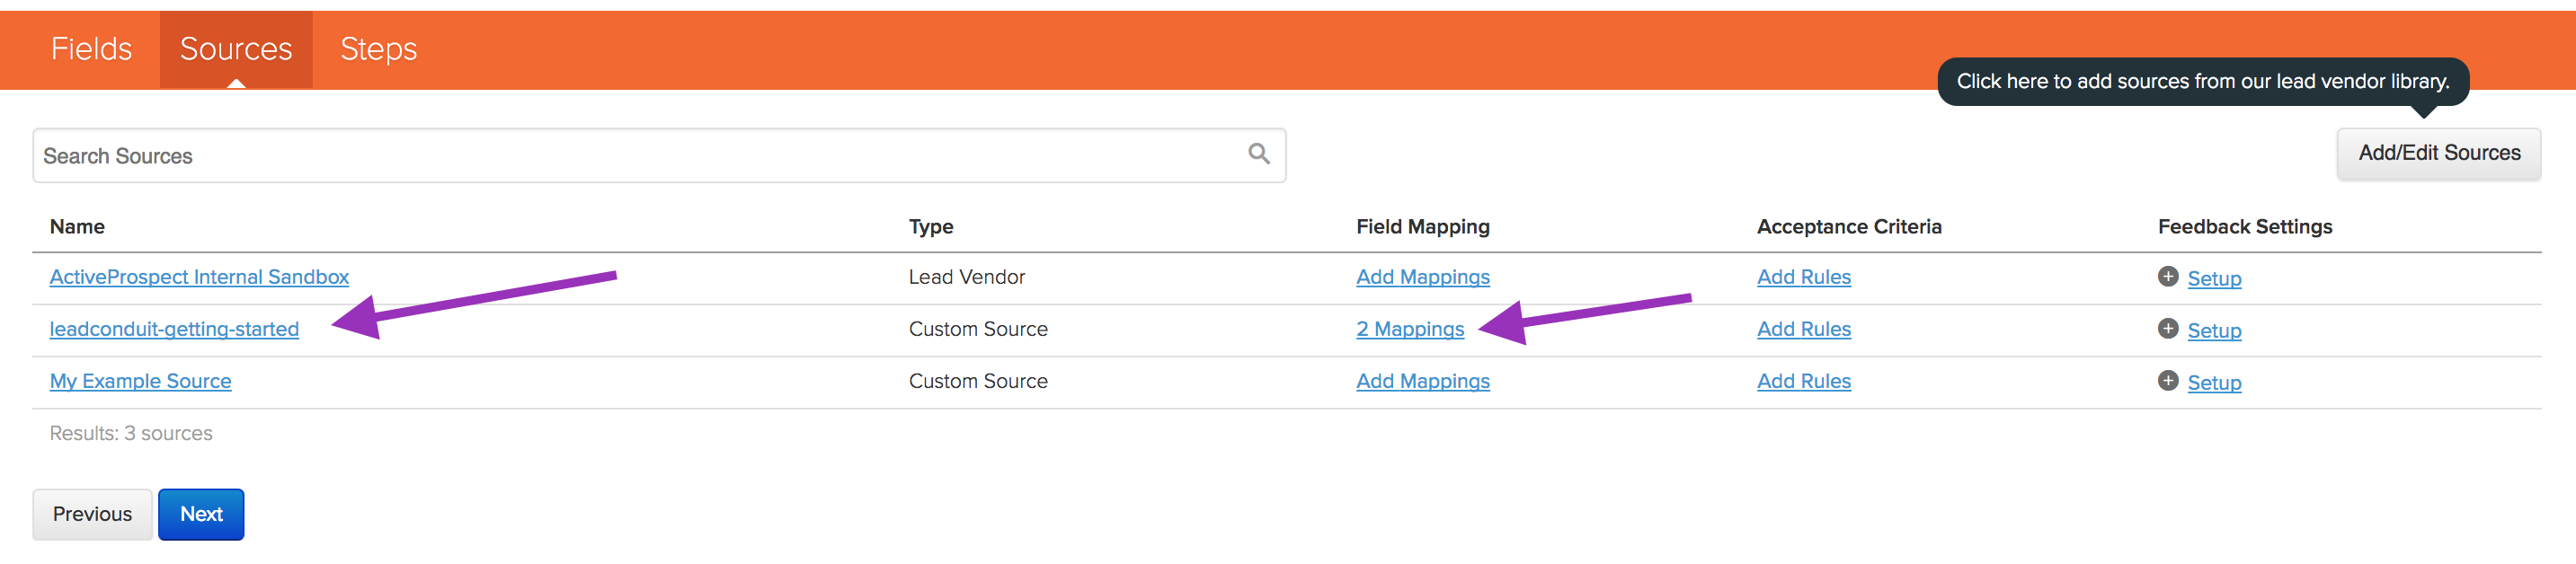 Fields Sources Steps
Click here to add sources from our lead vendor library.
Search Sources
Add/Edit Sources
Name Type Field Mapping Acceptance Criteria Feedback Settings
ActiveProspect Internal Sandbox Lead Vendor Add Mappings Add Rules Setup
leadconduit-getting-started Custom Source 2 Mappings Add Rules Setup
My Example Source Custom Source Add Mappings Add Rules Setup
Results: 3 sources
Previous Next